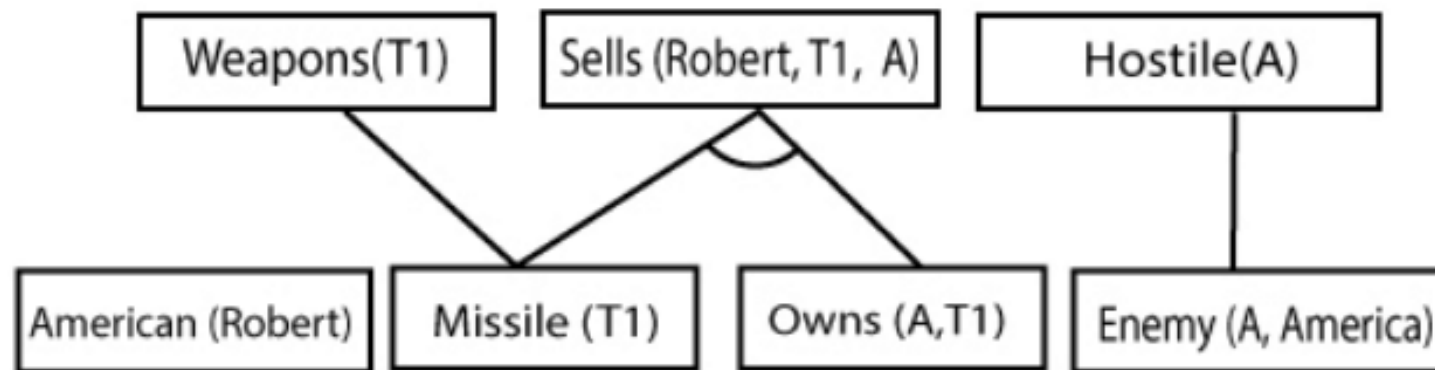 Weapons(T1)
Sells (Robert, T1, A)
Hostile(A)
American (Robert)
Missile (T1)
Owns (A,T1)
Enemy (A, America)